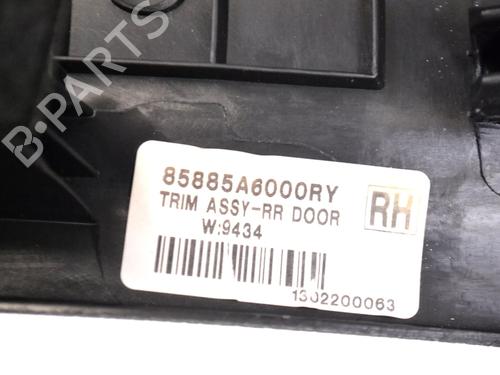 B-PARTS
85885A6000RY
TRIM ASSY-RR DOOR
RH
W:9434
1302200063